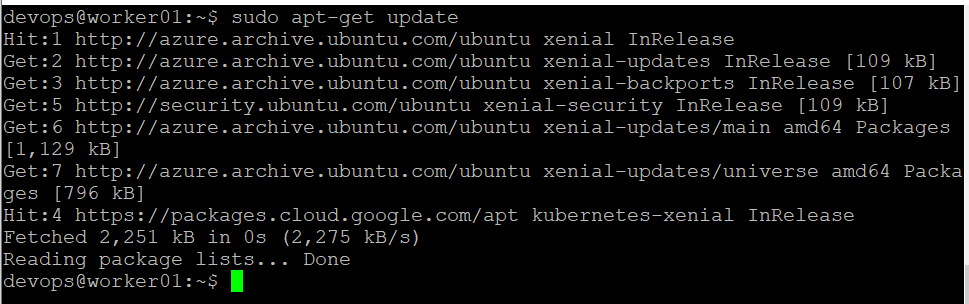 devops@worker01:~$ sudo apt-get update
Hit:1 http://azure.archive.ubuntu.com/ubuntu xenial InRelease
Get:2 http://azure.archive.ubuntu.com/ubuntu xenial-updates InRelease [109 kB]
Get:3 http://azure.archive.ubuntu.com/ubuntu xenial-backports InRelease [107 kB]
Get:5 http://security.ubuntu.com/ubuntu xenial-security InRelease [109 kB]
Get:6 http://azure.archive.ubuntu.com/ubuntu xenial-updates/main amd64 Packages
[1,129 kB]
Get:7 http://azure.archive.ubuntu.com/ubuntu xenial-updates/universe amd64 Packa
ges [796 kB]
Hit:4 https://packages.cloud.google.com/apt kubernetes-xenial InRelease
Fetched 2,251 kB in 0s (2,275 kB/s)
Reading package lists... Done
devops@worker01:~$